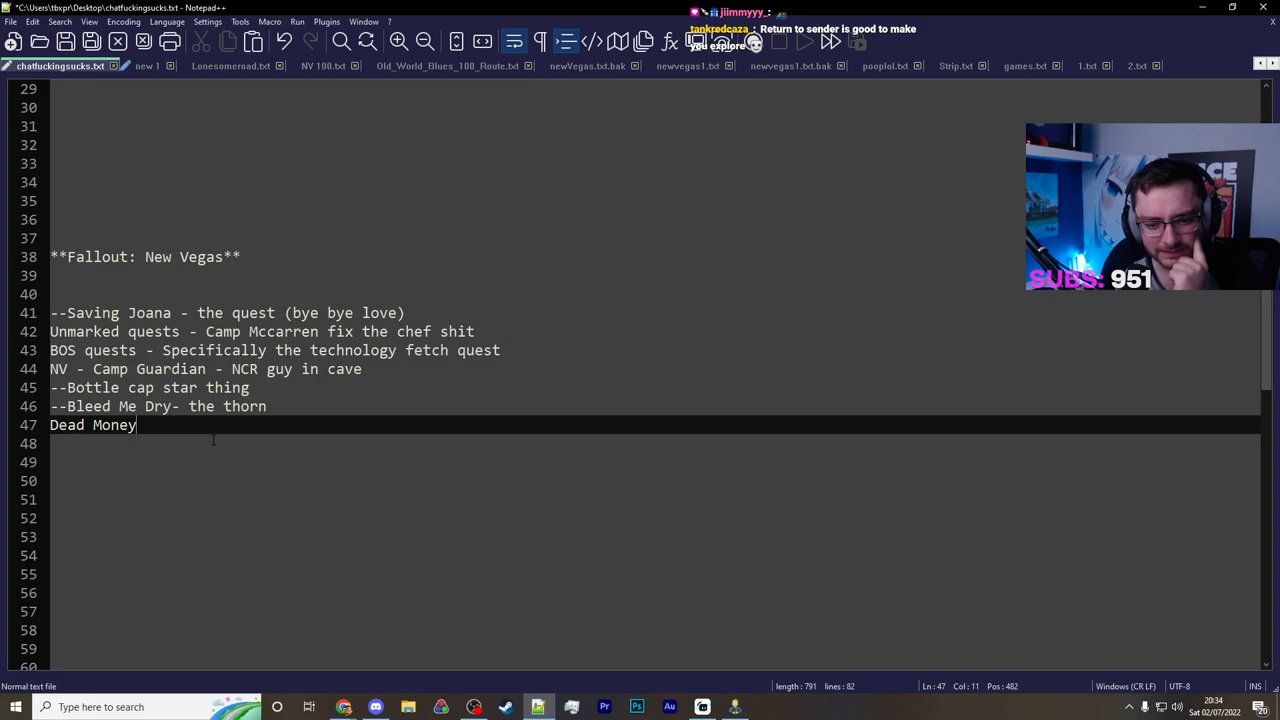 *C:\Users\tbxpr\Desktop\chatfuckingsucks.txt - Notepad++
File Edit Search View Encoding Language Settings Tools Macro Run Plugins Window ?
jiimmyyy_:
tankredcaza : Return to sender is good to make
you explore
chatfuckingsucks.txt new 1 Lonesomeroad.txt NV 100.txt Old_World_Blues_100_Route.txt newVegas.txt.bak newvegas1.txt newvegas1.txt.bak pooplol.txt Strip.txt games.txt 1.txt 2.txt
29
30
31
32
33
34
35
36
37
38 **Fallout: New Vegas**
39
40
41 --Saving Joana - the quest (bye bye love)
42 Unmarked quests - Camp Mccarren fix the chef shit
43 BOS quests - Specifically the technology fetch quest
44 NV - Camp Guardian - NCR guy in cave
45 --Bottle cap star thing
46 --Bleed Me Dry- the thorn
47 Dead Money
48
49
50
51
52
53
54
55
56
57
58
59
60
SUBS: 951
Normal text file length : 791 lines : 82 Ln : 47 Col : 11 Pos : 482 Windows (CR LF) UTF-8 INS
Type here to search
20:34
Sat 02/07/2022
20